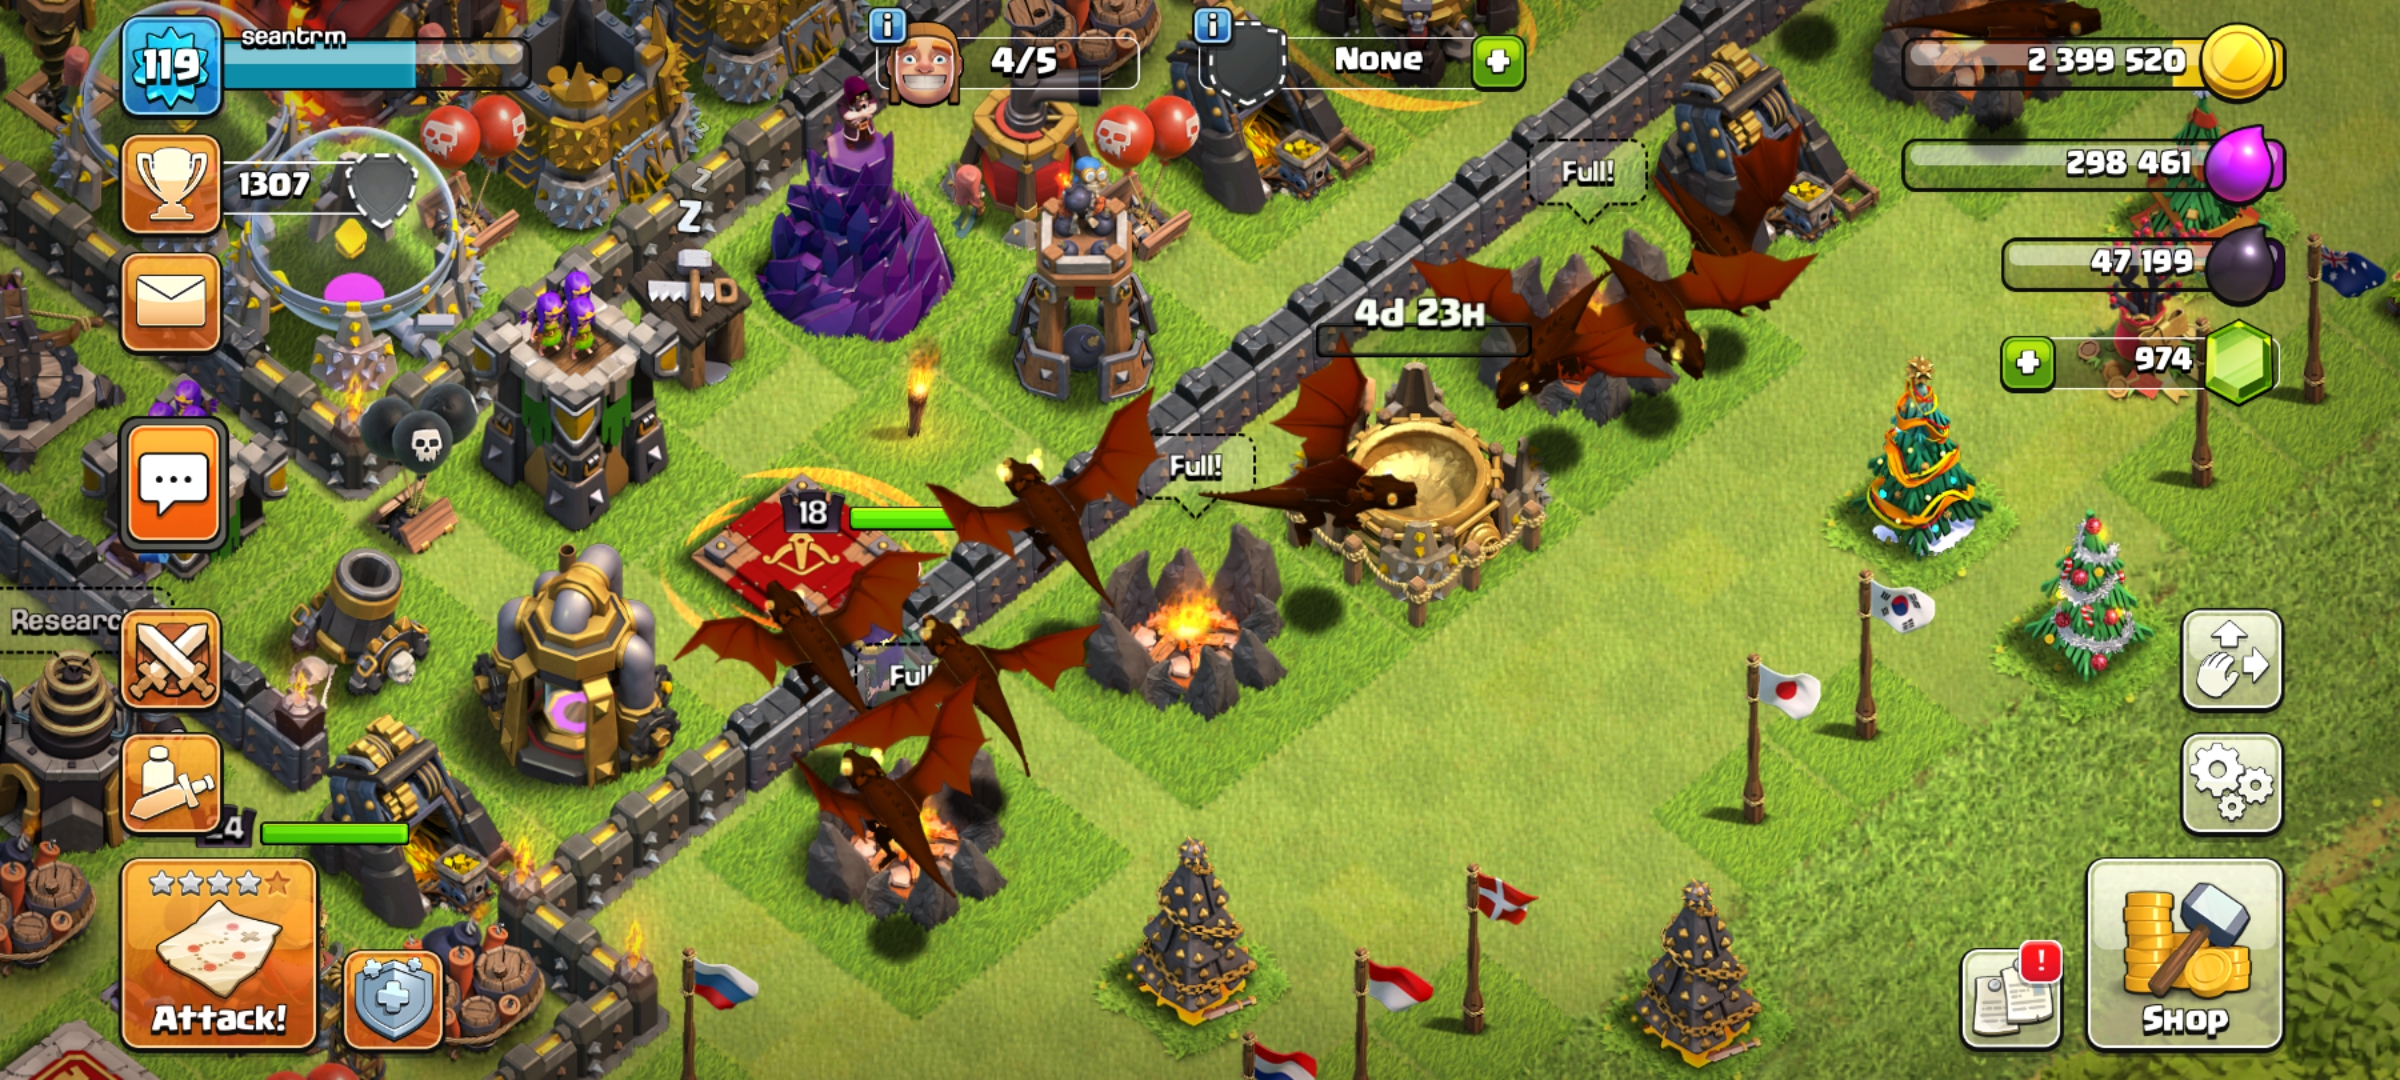 seantrm
119
4/5
None
2 399 520
1307
298 461
Full!
Z
Z
Z
47 199
4d 23h
974
Full!
18
Researc
Full
4
Attack!
!
Shop